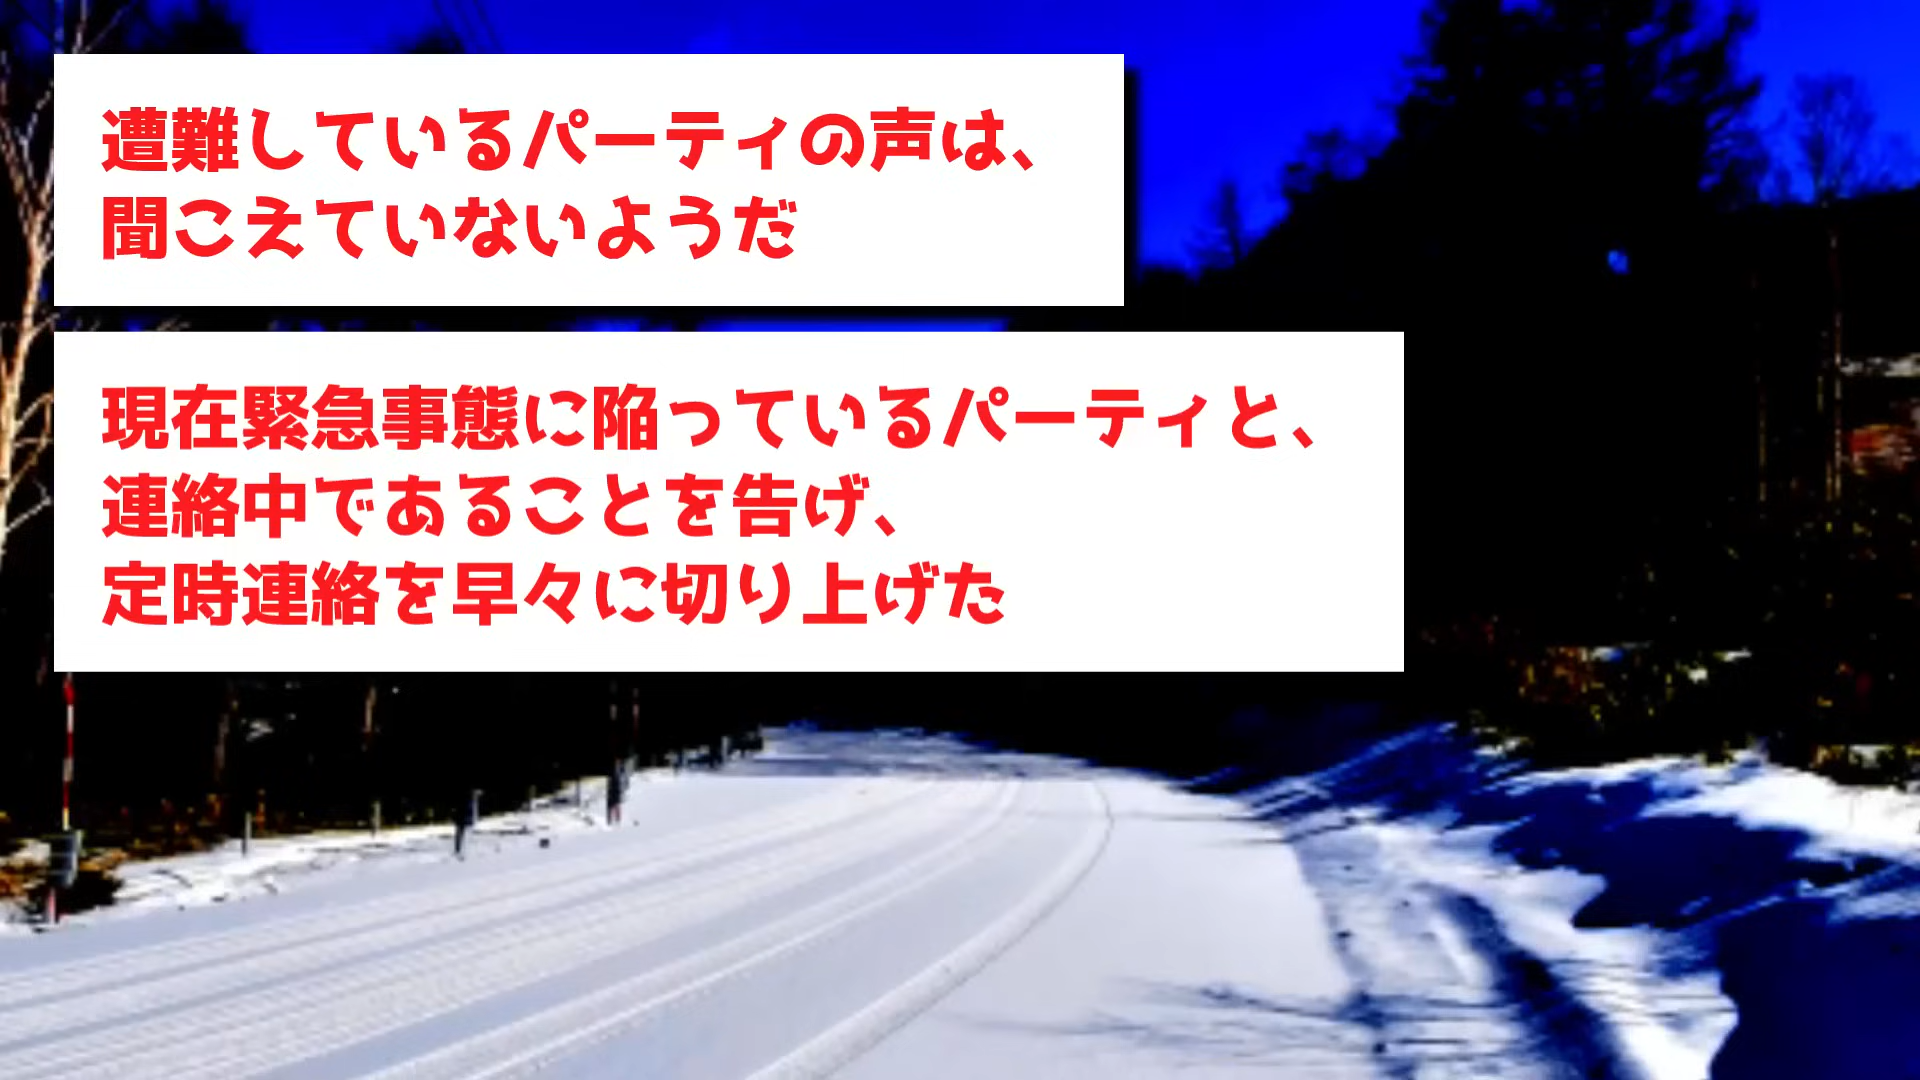 遭難しているパーティの声は、
聞こえていないようだ
現在緊急事態に陥っているパーティと、
連絡中であることを告げ、
定時連絡を早々に切り上げた